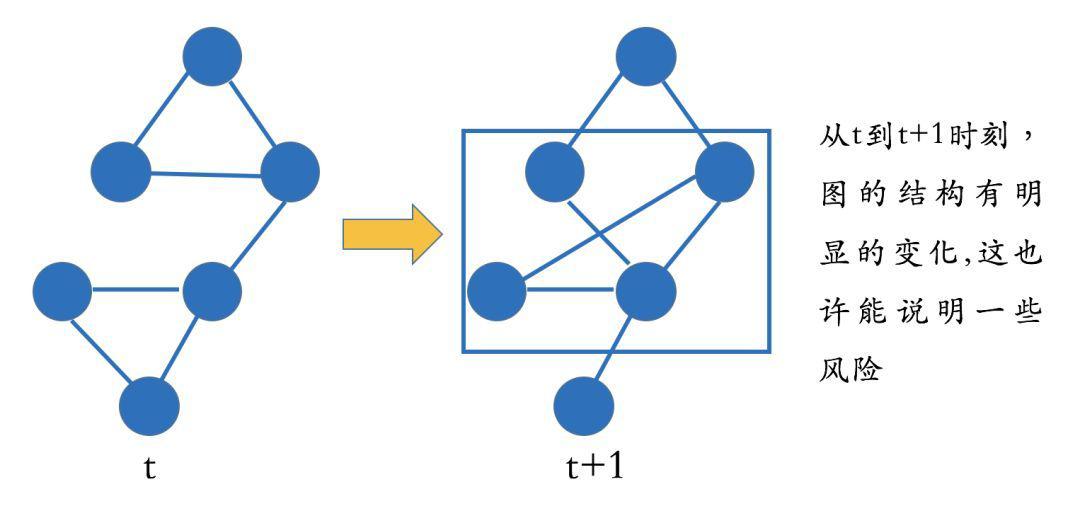 从t到t+1时刻，
图的结构有明
显的变化,这也
许能说明一些
风险
t
t+1